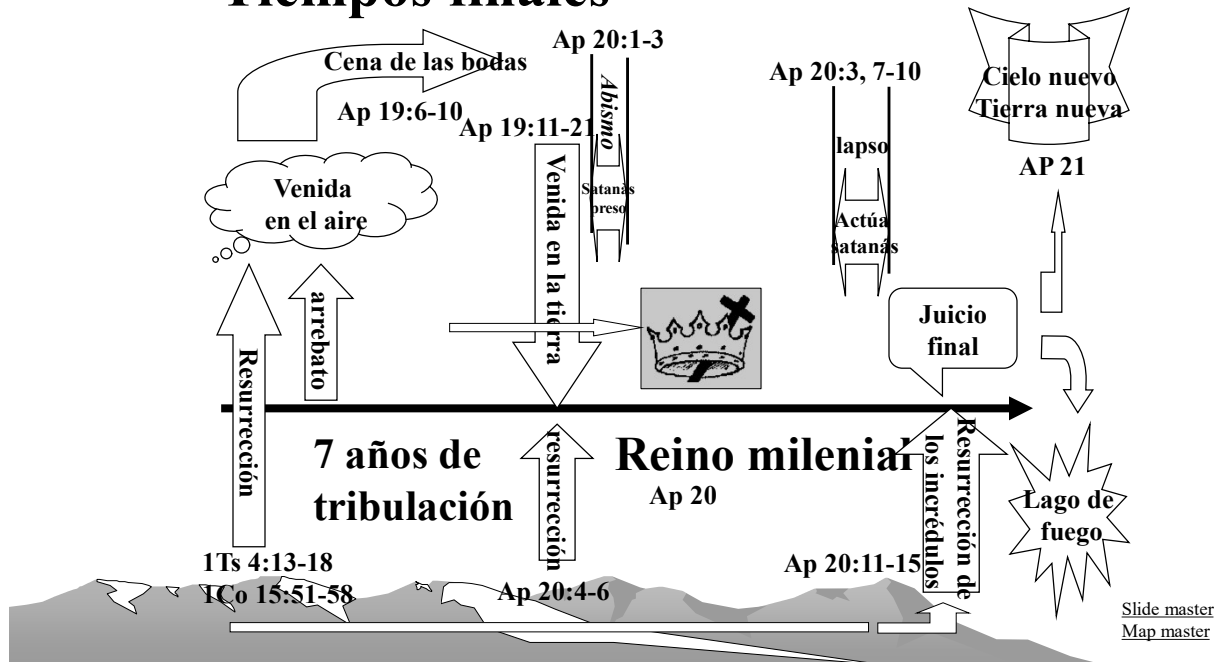 Tiempos finales
Cena de las bodas
Ap 19:6-10
Ap 20:1-3
Ap 19:11-21
Abismo
Satanás
preso
Ap 20:3, 7-10
lapso
Actúa
satanás
Cielo nuevo
Tierra nueva
AP 21
Venida
en el aire
Venida en la tierra
Resurrección
arrebato
Juicio
final
7 años de
tribulación
resurrección
Reino milenial
Ap 20
Resurrección de
los incrédulos
Lago de
fuego
1Ts 4:13-18
1Co 15:51-58
Ap 20:4-6
Ap 20:11-15
Slide master
Map master